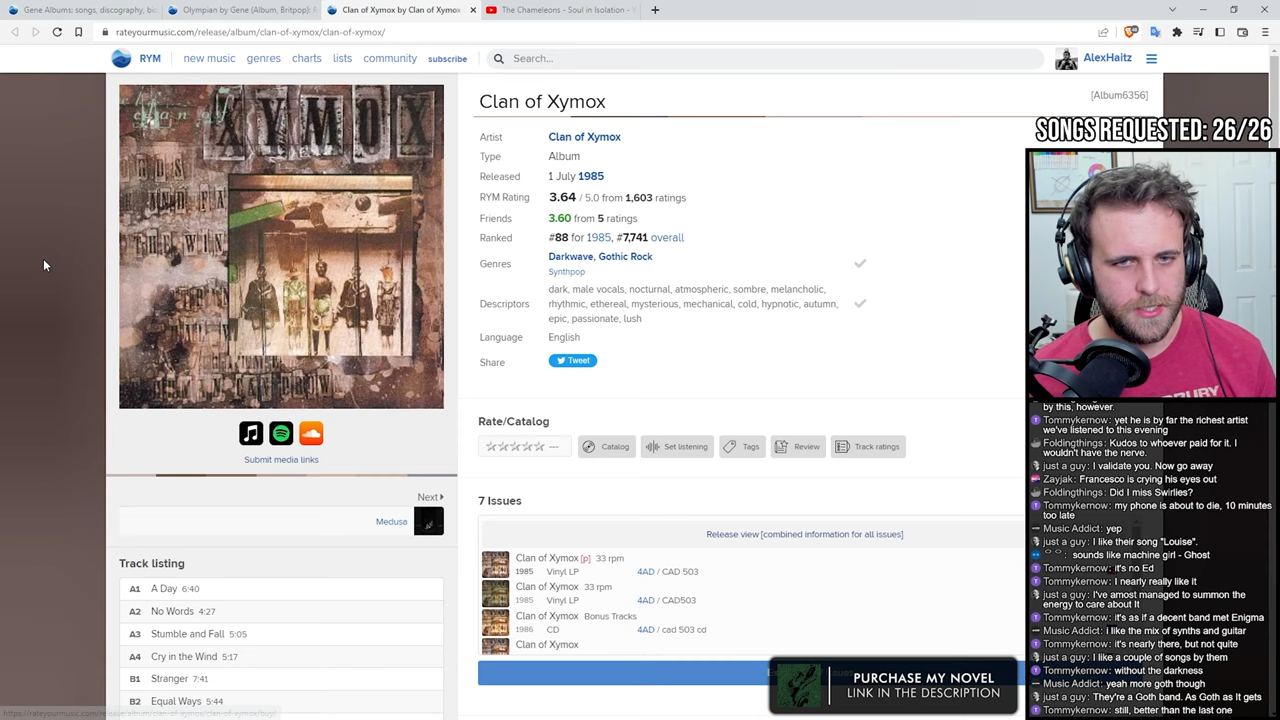 Gene Albums: songs, discography, bio
Olympian by Gene (Album, Britpop): R
Clan of Xymox by Clan of Xymox
The Chameleons - Soul in Isolation - Y
rateyourmusic.com/release/album/clan-of-xymox/clan-of-xymox/
RYM new music genres charts lists community subscribe
Search...
AlexHaitz
XYMOX
Clan of Xymox
[Album6356]
Artist Clan of Xymox
Type Album
Released 1 July 1985
RYM Rating 3.64 / 5.0 from 1,603 ratings
Friends 3.60 from 5 ratings
Ranked #88 for 1985, #7,741 overall
Genres Darkwave, Gothic Rock
Synthpop
Descriptors dark, male vocals, nocturnal, atmospheric, sombre, melancholic,
rhythmic, ethereal, mysterious, mechanical, cold, hypnotic, autumn,
epic, passionate, lush
Language English
Share Tweet
Submit media links
Next
Medusa
Track listing
A1 A Day 6:40
A2 No Words 4:27
A3 Stumble and Fall 5:05
A4 Cry in the Wind 5:17
B1 Stranger 7:41
B2 Equal Ways 5:44
https://rateyourmusic.com/release/album/clan-of-xymox/clan-of-xymox/buy/
Rate/Catalog
--- Catalog Set listening Tags Review Track ratings
7 Issues
Release view [combined information for all issues]
Clan of Xymox [p] 33 rpm
1985 Vinyl LP 4AD / CAD 503
Clan of Xymox 33 rpm
1985 Vinyl LP 4AD / CAD503
Clan of Xymox Bonus Tracks
1986 CD 4AD / cad 503 cd
Clan of Xymox
PURCHASE MY NOVEL
LINK IN THE DESCRIPTION
SONGS REQUESTED: 26/26
by this, however.
Tommykernow: yet he is by far the richest artist
we've listened to this evening
Foldingthings: Kudos to whoever paid for it. I
wouldn't have the nerve.
just a guy: I validate you. Now go away
Zayjak: Francesco is crying his eyes out
Foldingthings: Did I miss Swirlies?
Tommykernow: my phone is about to die, 10 minutes
too late
Music Addict: yep
just a guy: I like their song "Louise".
: sounds like machine girl - Ghost
Tommykernow: it's no Ed
Tommykernow: I nearly really like it
just a guy: I've amost managed to summon the
energy to care about It
Tommykernow: it's as if a decent band met Enigma
Music Addict: i like the mix of synths and guitar
Tommykernow: it's nearly there, but not quite
just a guy: I like a couple of songs by them
Tommykernow: without the darkness
Music Addict: yeah more goth though
just a guy: They're a Goth band. As Goth as It gets
Tommykernow: still, better than the last one